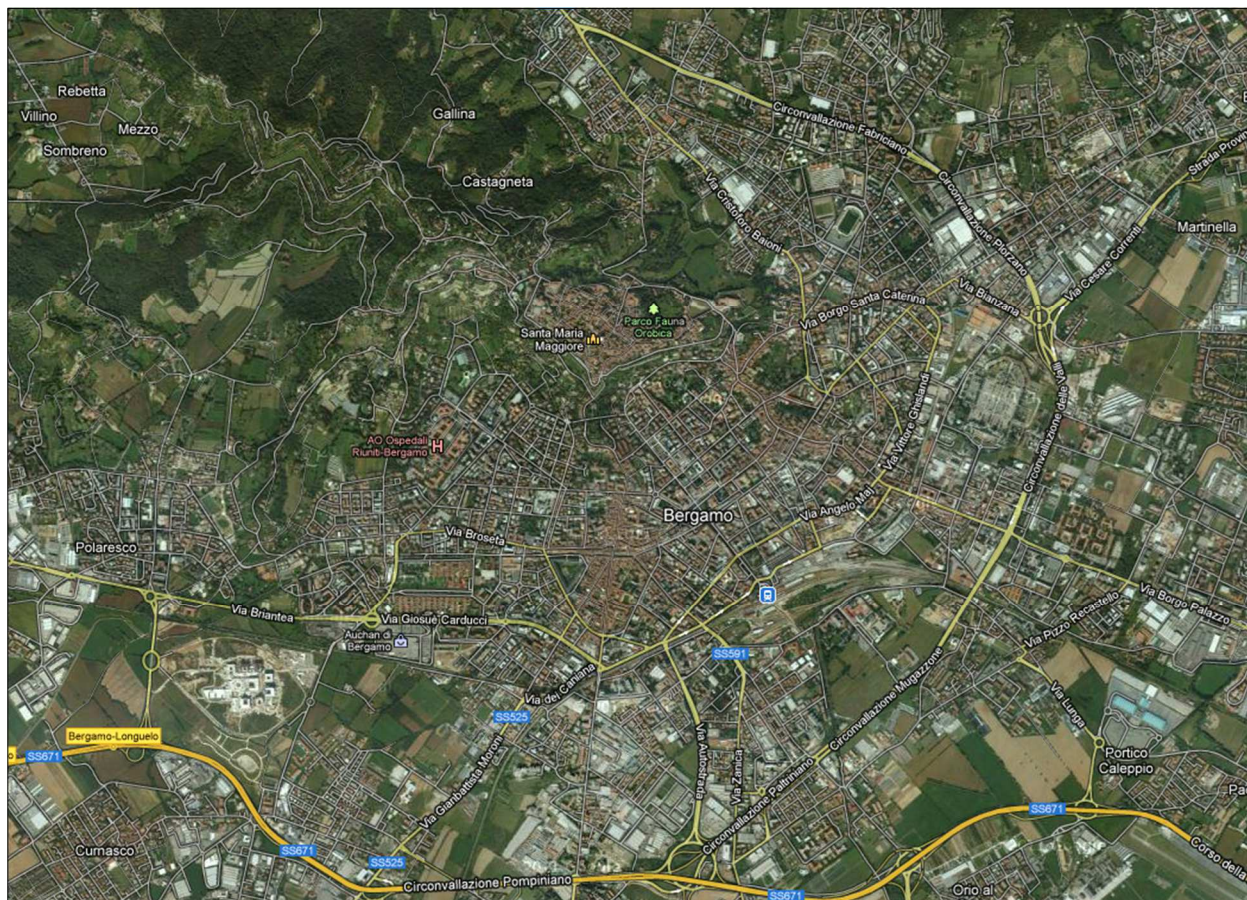 Rebetta
Villino
Mezzo
Sombreno
Gallina
Castagneta
Circonvallazione Fabriciano
Strada Provin
Via Cristoforo Baioni
Circonvallazione Plorzano
Martinella
Via Cesare Correnti
Via Bianzana
Via Borgo Santa Caterina
Parco Fauna
Orobica
Santa Maria
Maggiore
Via Vittore Ghislandi
Circonvallazione delle Valli
AO Ospedali
Riuniti-Bergamo
H
Bergamo
Via Angelo Maj
Via Broseta
Polaresco
Via Briantea
Via Giosuè Carducci
Auchan di
Bergamo
Via Borgo Palazzo
Via Pizzo Recastello
SS591
Via dei Caniana
SS525
Circonvallazione Mugazzone
Via Lunga
Bergamo-Longuelo
SS671
Via Gianbattista Moroni
Via Autostrada
Via Zanica
Portico
Caleppio
Circonvallazione Paltriniano
SS671
Curnasco
SS671
SS525
Circonvallazione Pompiniano
SS671
Corso della
Orio al